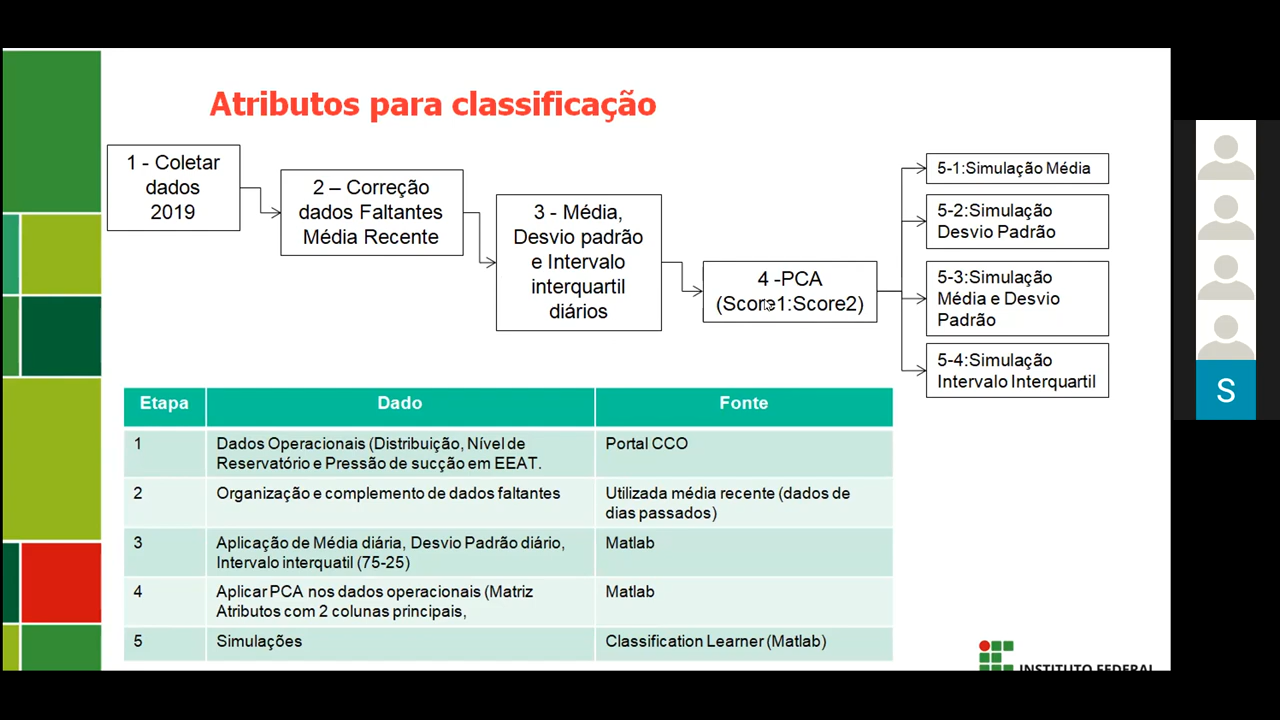 Atributos para classificação
1 - Coletar
dados
2019
2 – Correção
dados Faltantes
Média Recente
3 - Média,
Desvio padrão
e Intervalo
interquartil
diários
4 -PCA
(Score1:Score2)
5-1:Simulação Média
5-2:Simulação
Desvio Padrão
5-3:Simulação
Média e Desvio
Padrão
5-4:Simulação
Intervalo Interquartil
Etapa Dado Fonte
1 Dados Operacionais (Distribuição, Nível de Portal CCO
Reservatório e Pressão de sucção em EEAT.
2 Organização e complemento de dados faltantes Utilizada média recente (dados de
dias passados)
3 Aplicação de Média diária, Desvio Padrão diário, Matlab
Intervalo interquatil (75-25)
4 Aplicar PCA nos dados operacionais (Matriz Matlab
Atributos com 2 colunas principais,
5 Simulações Classification Learner (Matlab)
INSTITUTO FEDERAL
S